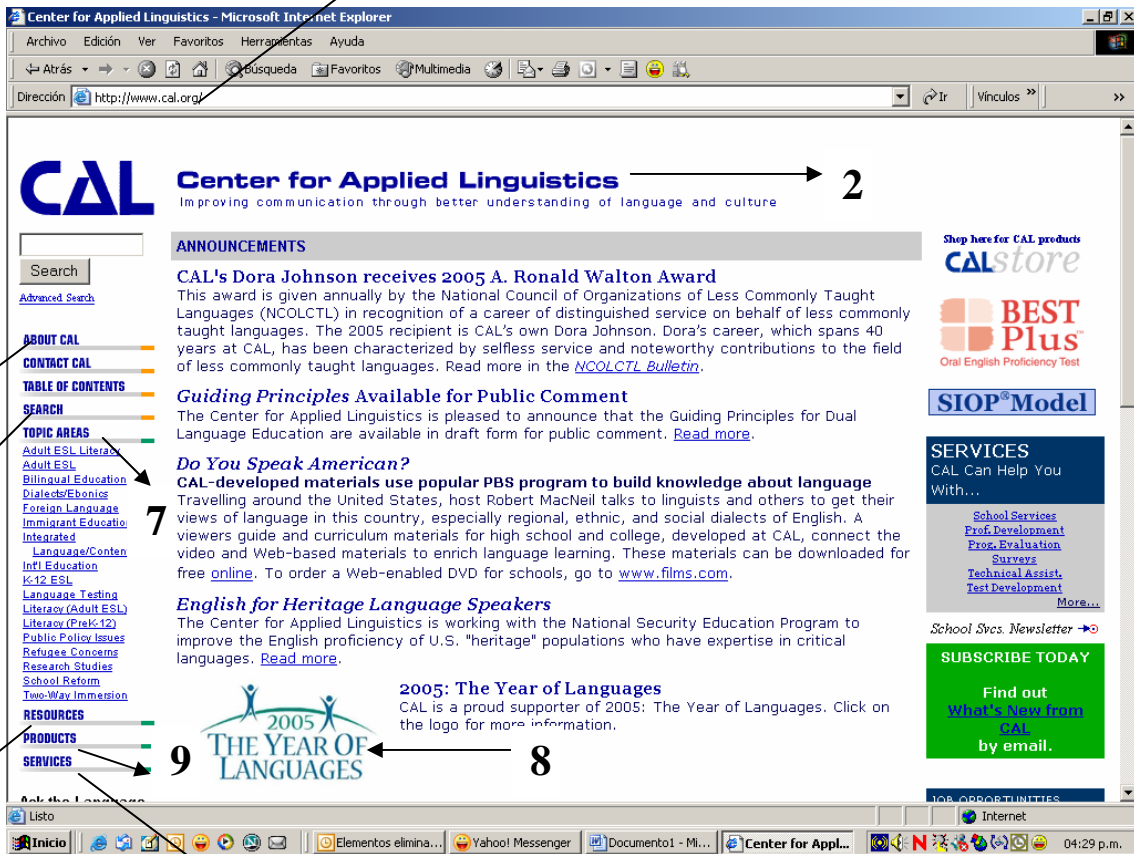 Center for Applied Linguistics - Microsoft Internet Explorer
Archivo Edición Ver Favoritos Herramientas Ayuda
Atrás Búsqueda Favoritos Multimedia
Dirección http://www.cal.org/ Ir Vínculos »
CAL
Center for Applied Linguistics 2
Improving communication through better understanding of language and culture
Search
Advanced Search
ABOUT CAL
CONTACT CAL
TABLE OF CONTENTS
SEARCH
TOPIC AREAS
Adult ESL Literacy
Adult ESL
Bilingual Education
Dialects/Ebonics
Foreign Language
Immigrant Educatio
Integrated
Language/Conten
Int'l Education
K-12 ESL
Language Testing
Literacy (Adult ESL)
Literacy (PreK-12)
Public Policy Issues
Refugee Concerns
Research Studies
School Reform
Two-Way Immersion
RESOURCES
PRODUCTS
SERVICES
Ask the Language
7
9
ANNOUNCEMENTS
CAL's Dora Johnson receives 2005 A. Ronald Walton Award
This award is given annually by the National Council of Organizations of Less Commonly Taught
Languages (NCOLCTL) in recognition of a career of distinguished service on behalf of less commonly
taught languages. The 2005 recipient is CAL's own Dora Johnson. Dora's career, which spans 40
years at CAL, has been characterized by selfless service and noteworthy contributions to the field
of less commonly taught languages. Read more in the NCOLCTL Bulletin.
Guiding Principles Available for Public Comment
The Center for Applied Linguistics is pleased to announce that the Guiding Principles for Dual
Language Education are available in draft form for public comment. Read more.
Do You Speak American?
CAL-developed materials use popular PBS program to build knowledge about language
Travelling around the United States, host Robert MacNeil talks to linguists and others to get their
views of language in this country, especially regional, ethnic, and social dialects of English. A
viewers guide and curriculum materials for high school and college, developed at CAL, connect the
video and Web-based materials to enrich language learning. These materials can be downloaded for
free online. To order a Web-enabled DVD for schools, go to www.films.com.
English for Heritage Language Speakers
The Center for Applied Linguistics is working with the National Security Education Program to
improve the English proficiency of U.S. "heritage" populations who have expertise in critical
languages. Read more.
2005
THE YEAR OF
LANGUAGES
2005: The Year of Languages
CAL is a proud supporter of 2005: The Year of Languages. Click on
the logo for more information.
8
Shop here for CAL products
CALstore
BEST
Plus™
Oral English Proficiency Test
SIOP®Model
SERVICES
CAL Can Help You
With...
School Services
Prof. Development
Prog. Evaluation
Surveys
Technical Assist.
Test Development
More...
School Svcs. Newsletter
SUBSCRIBE TODAY
Find out
What's New from
CAL
by email.
JOB OPPORTUNITIES
Listo Internet
Inicio Elementos elimina... Yahoo! Messenger Documento1 - Mi... Center for Appl... 04:29 p.m.